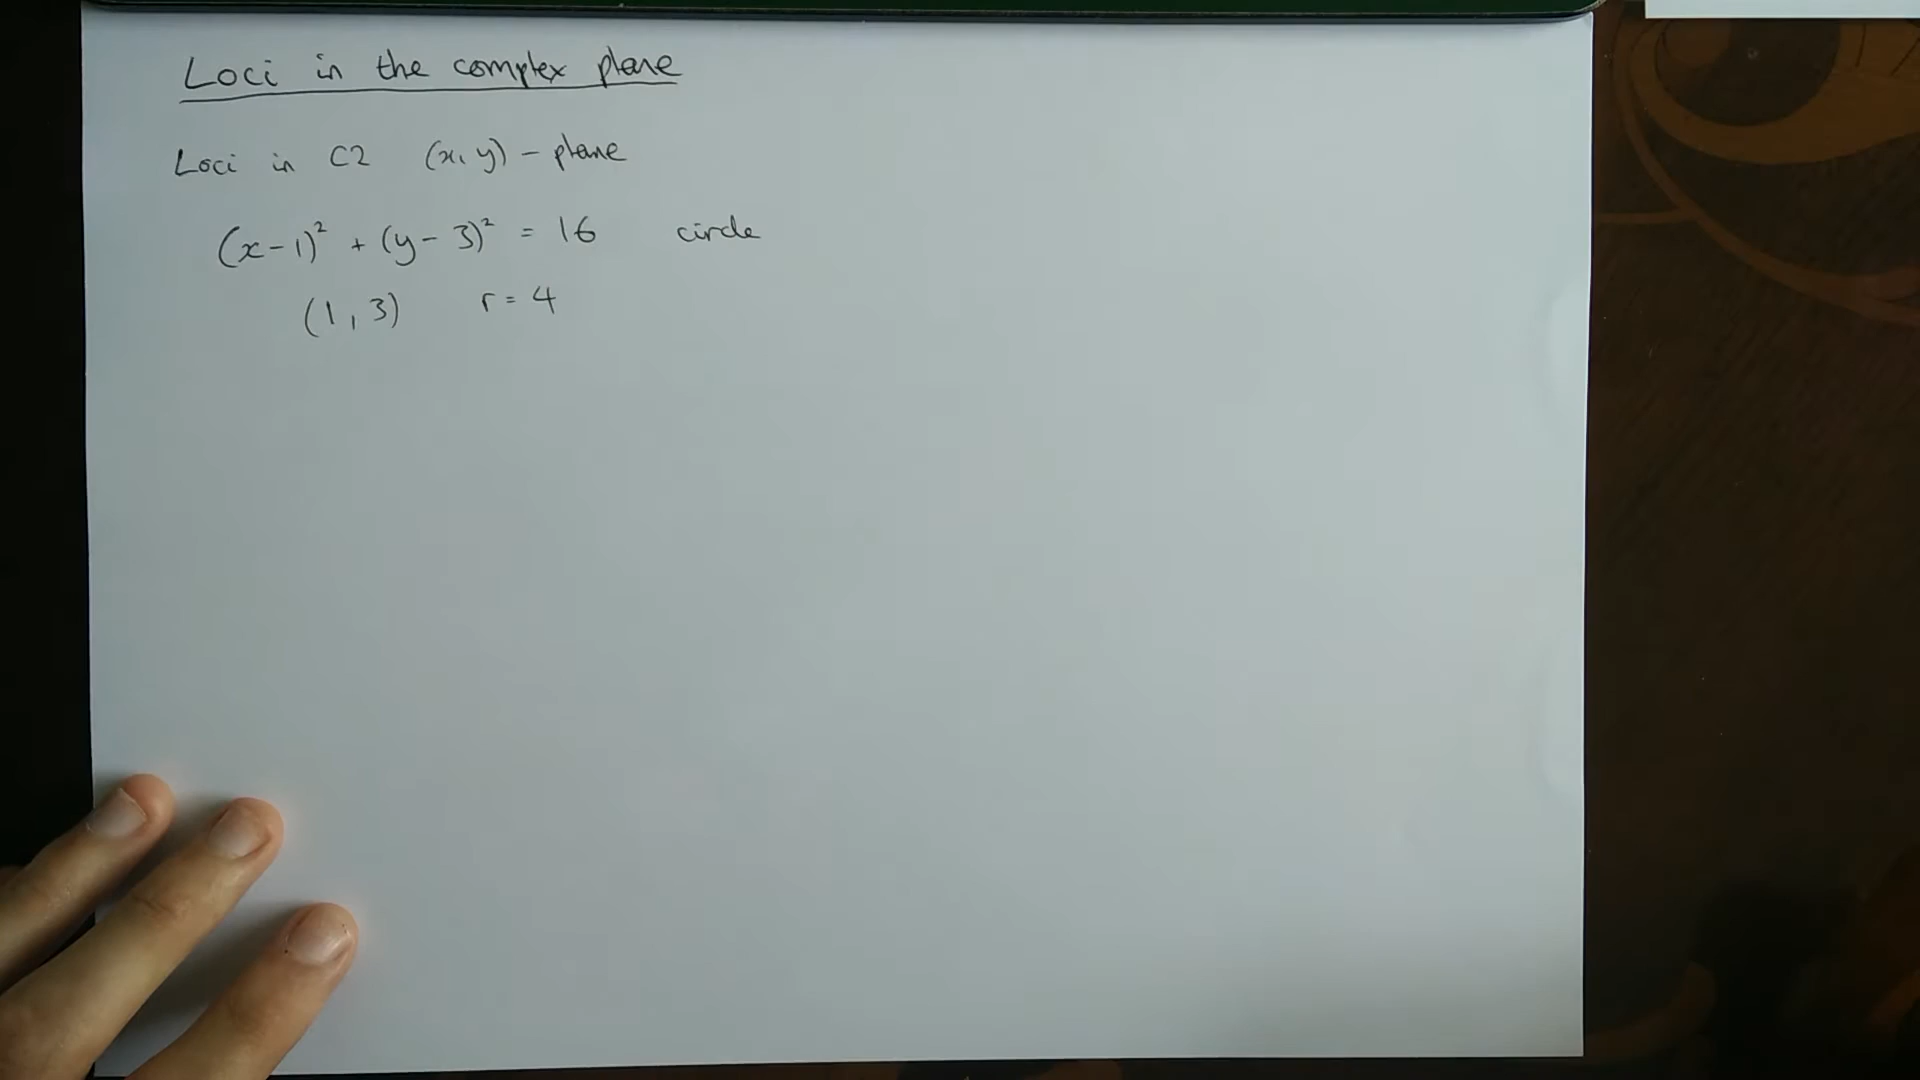 Loci in the complex plane
Loci in C2 (x, y) - plane
(x-1)² + (y-3)² = 16 circle
(1, 3) r = 4